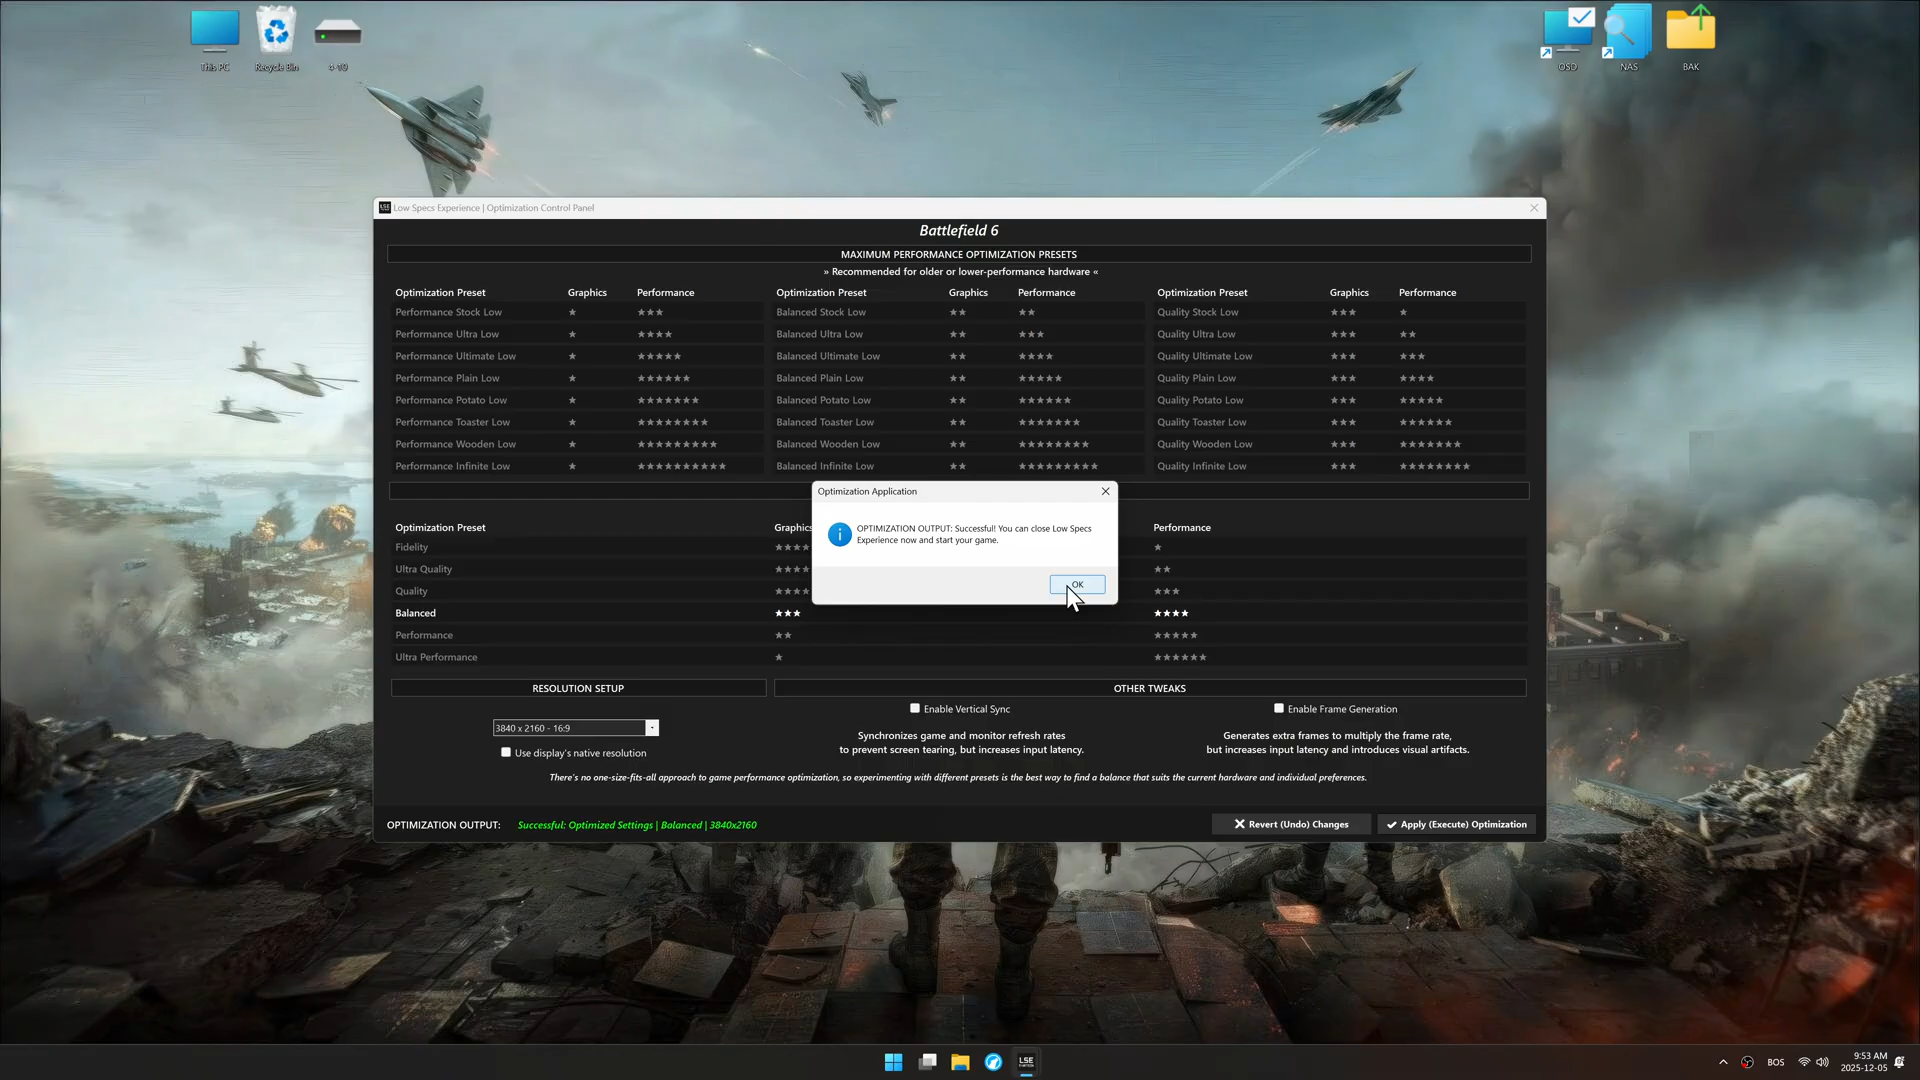 This PC
Recycle Bin
4-10
OSD
NAS
BAK
LSE
Low Specs Experience | Optimization Control Panel
Battlefield 6
MAXIMUM PERFORMANCE OPTIMIZATION PRESETS
» Recommended for older or lower-performance hardware «
Optimization Preset Graphics Performance Optimization Preset Graphics Performance Optimization Preset Graphics Performance
Performance Stock Low ★ ★★★ Balanced Stock Low ★★ ★★ Quality Stock Low ★★★ ★
Performance Ultra Low ★ ★★★★ Balanced Ultra Low ★★ ★★★ Quality Ultra Low ★★★ ★★
Performance Ultimate Low ★ ★★★★★ Balanced Ultimate Low ★★ ★★★★ Quality Ultimate Low ★★★ ★★★
Performance Plain Low ★ ★★★★★★ Balanced Plain Low ★★ ★★★★★ Quality Plain Low ★★★ ★★★★
Performance Potato Low ★ ★★★★★★★ Balanced Potato Low ★★ ★★★★★★ Quality Potato Low ★★★ ★★★★★
Performance Toaster Low ★ ★★★★★★★★ Balanced Toaster Low ★★ ★★★★★★★ Quality Toaster Low ★★★ ★★★★★★
Performance Wooden Low ★ ★★★★★★★★★ Balanced Wooden Low ★★ ★★★★★★★★ Quality Wooden Low ★★★ ★★★★★★★
Performance Infinite Low ★ ★★★★★★★★★★ Balanced Infinite Low ★★ ★★★★★★★★★ Quality Infinite Low ★★★ ★★★★★★★★
Optimization Application
OPTIMIZATION OUTPUT: Successful! You can close Low Specs
Experience now and start your game.
OK
Optimization Preset Graphics Performance
Fidelity ★★★★ ★
Ultra Quality ★★★★ ★★
Quality ★★★★ ★★★
Balanced ★★★ ★★★★
Performance ★★ ★★★★★
Ultra Performance ★ ★★★★★★
RESOLUTION SETUP
3840 x 2160 - 16:9
Use display's native resolution
OTHER TWEAKS
Enable Vertical Sync
Synchronizes game and monitor refresh rates
to prevent screen tearing, but increases input latency.
Enable Frame Generation
Generates extra frames to multiply the frame rate,
but increases input latency and introduces visual artifacts.
There's no one-size-fits-all approach to game performance optimization, so experimenting with different presets is the best way to find a balance that suits the current hardware and individual preferences.
OPTIMIZATION OUTPUT: Successful: Optimized Settings | Balanced | 3840x2160
Revert (Undo) Changes
Apply (Execute) Optimization
LSE
BOS
9:53 AM
2025-12-05